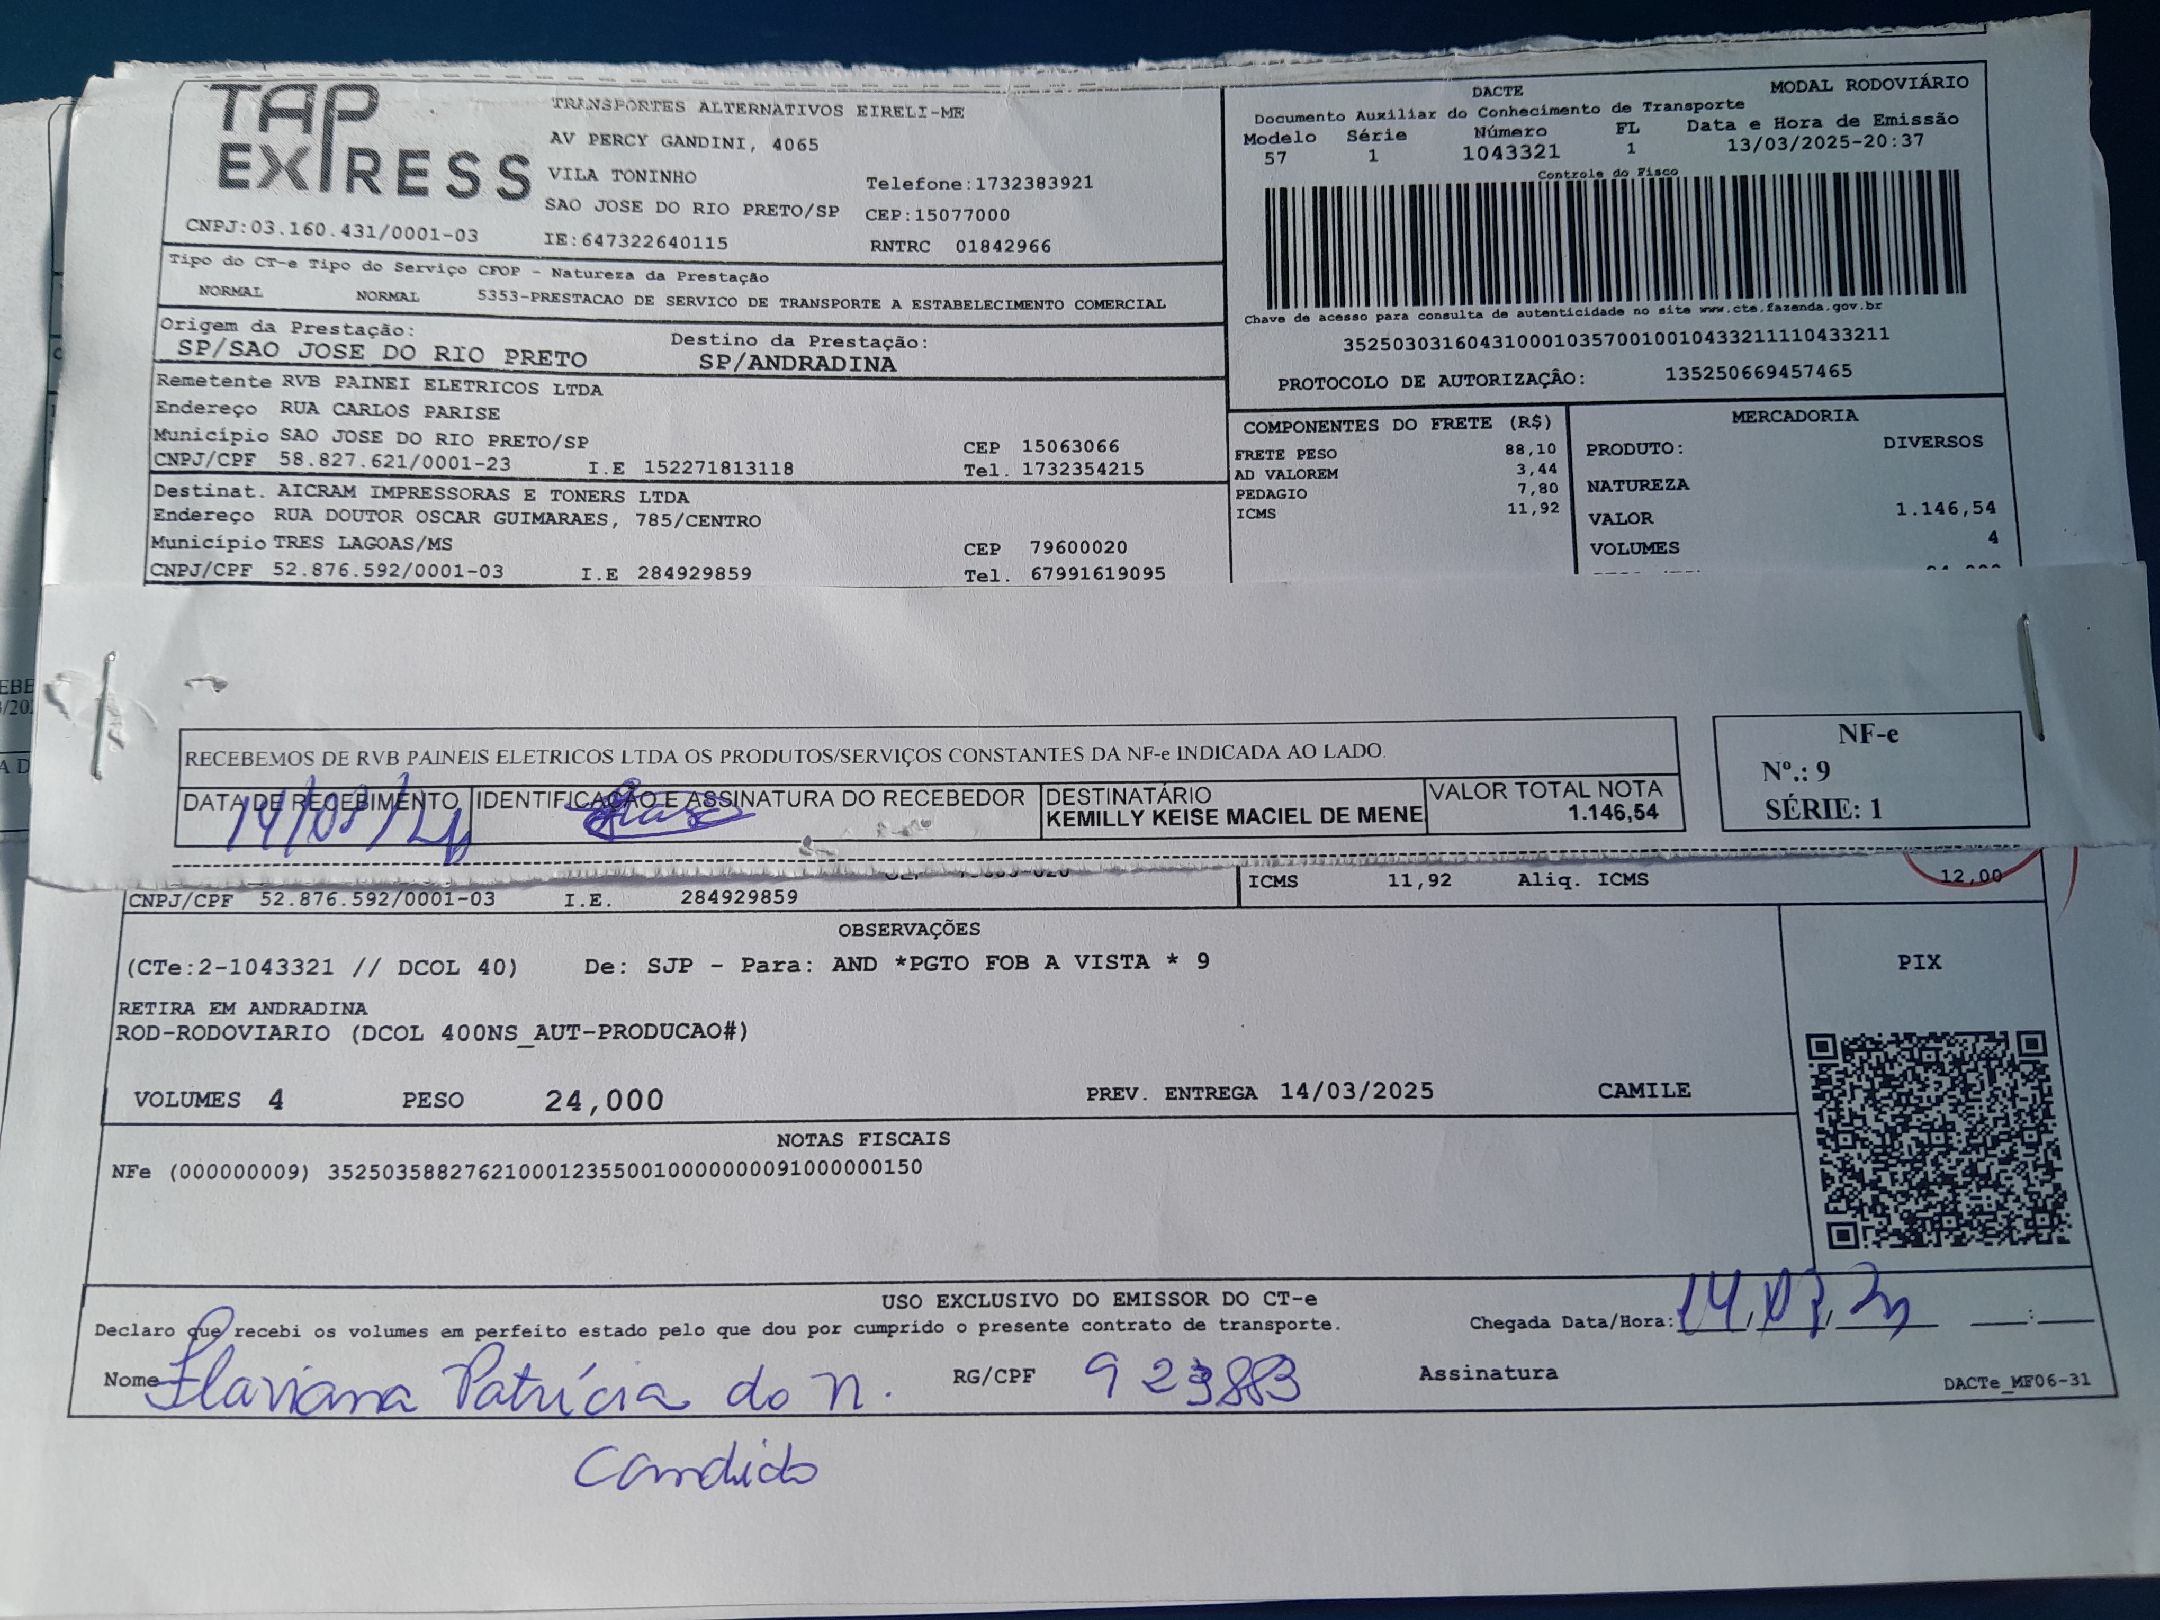 TAP
EXPRESS
TRANSPORTES ALTERNATIVOS EIRELI-ME
AV PERCY GANDINI, 4065
VILA TONINHO
Telefone:1732383921
SAO JOSE DO RIO PRETO/SP CEP:15077000
CNPJ:03.160.431/0001-03 IE:647322640115 RNTRC 01842966
DACTE MODAL RODOVIÁRIO
Documento Auxiliar do Conhecimento de Transporte
Modelo Série Número FL Data e Hora de Emissão
57 1 1043321 1 13/03/2025-20:37
Controle do Fisco
Chave de acesso para consulta de autenticidade no site www.cte.fazenda.gov.br
35250303160431000103570010010433211110433211
PROTOCOLO DE AUTORIZAÇÂO: 135250669457465
Tipo do CT-e Tipo do Serviço CFOP - Natureza da Prestação
NORMAL NORMAL 5353-PRESTACAO DE SERVICO DE TRANSPORTE A ESTABELECIMENTO COMERCIAL
Origem da Prestação: Destino da Prestação:
SP/SAO JOSE DO RIO PRETO SP/ANDRADINA
Remetente RVB PAINEI ELETRICOS LTDA
Endereço RUA CARLOS PARISE
Município SAO JOSE DO RIO PRETO/SP CEP 15063066
CNPJ/CPF 58.827.621/0001-23 I.E 152271813118 Tel. 1732354215
Destinat. AICRAM IMPRESSORAS E TONERS LTDA
Endereço RUA DOUTOR OSCAR GUIMARAES, 785/CENTRO
Município TRES LAGOAS/MS CEP 79600020
CNPJ/CPF 52.876.592/0001-03 I.E 284929859 Tel. 67991619095
COMPONENTES DO FRETE (R$)
FRETE PESO 88,10
AD VALOREM 3,44
PEDAGIO 7,80
ICMS 11,92
MERCADORIA
PRODUTO: DIVERSOS
NATUREZA
VALOR 1.146,54
VOLUMES 4
RECEBEMOS DE RVB PAINEIS ELETRICOS LTDA OS PRODUTOS/SERVIÇOS CONSTANTES DA NF-e INDICADA AO LADO.
DATA DE RECEBIMENTO IDENTIFICAÇÃO E ASSINATURA DO RECEBEDOR DESTINATÁRIO VALOR TOTAL NOTA
14/03/ KEMILLY KEISE MACIEL DE MENE 1.146,54
NF-e
Nº.: 9
SÉRIE: 1
CNPJ/CPF 52.876.592/0001-03 I.E. 284929859
ICMS 11,92 Aliq. ICMS 12,00
OBSERVAÇÕES
(CTe:2-1043321 // DCOL 40) De: SJP - Para: AND *PGTO FOB A VISTA * 9
RETIRA EM ANDRADINA
ROD-RODOVIARIO (DCOL 400NS_AUT-PRODUCAO#)
VOLUMES 4 PESO 24,000 PREV. ENTREGA 14/03/2025 CAMILE
PIX
NOTAS FISCAIS
NFe (000000009) 35250358827621000123550010000000091000000150
USO EXCLUSIVO DO EMISSOR DO CT-e
Declaro que recebi os volumes em perfeito estado pelo que dou por cumprido o presente contrato de transporte. Chegada Data/Hora: 14/03/
Nome Flaviana Patrícia do N. RG/CPF 923883 Assinatura
DACTe_MF06-31
Candido